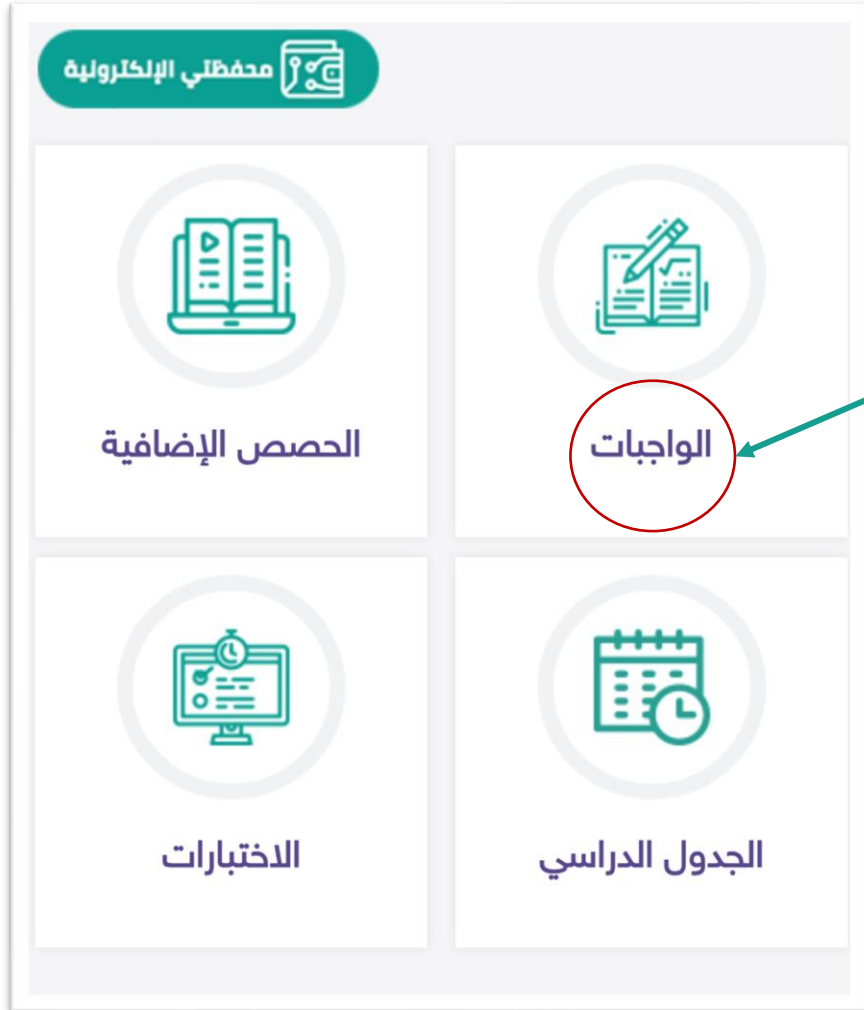 محفظتي الإلكترونية
الواجبات
الحصص الإضافية
الجدول الدراسي
الاختبارات